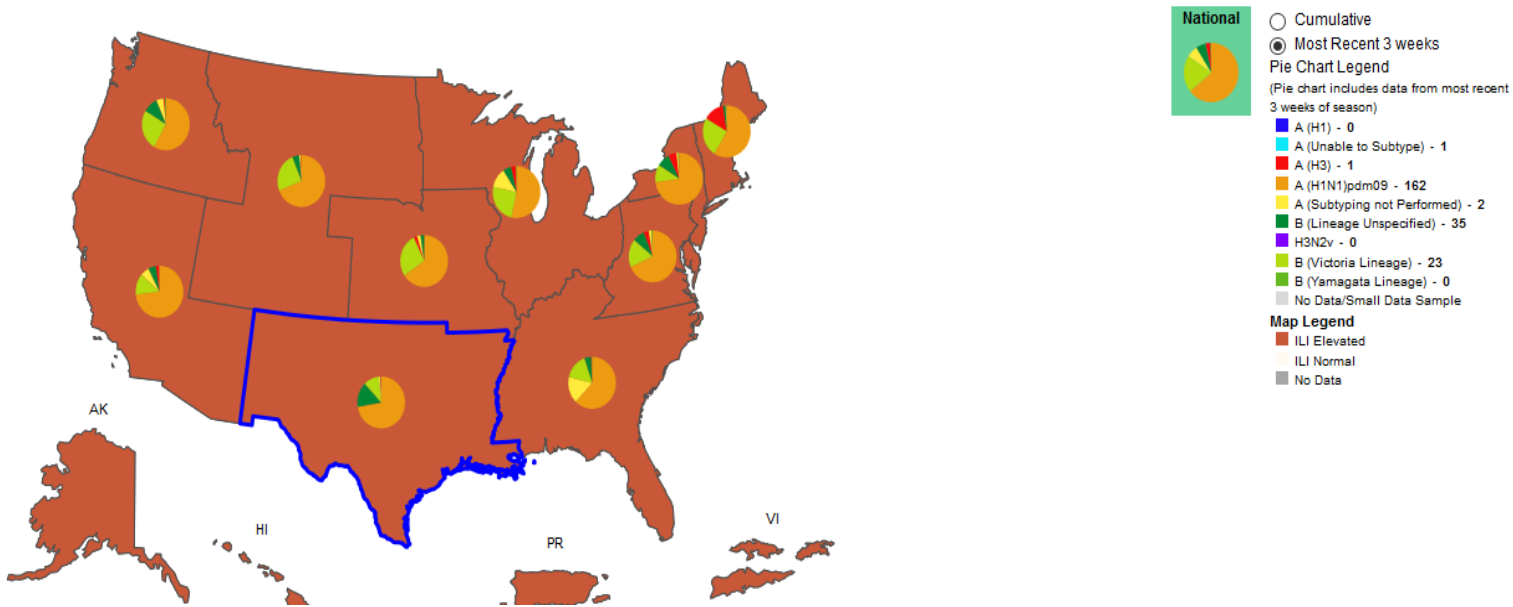 National
Cumulative
Most Recent 3 weeks
Pie Chart Legend
(Pie chart includes data from most recent
3 weeks of season)
A (H1) - 0
A (Unable to Subtype) - 1
A (H3) - 1
A (H1N1)pdm09 - 162
A (Subtyping not Performed) - 2
B (Lineage Unspecified) - 35
H3N2v - 0
B (Victoria Lineage) - 23
B (Yamagata Lineage) - 0
No Data/Small Data Sample
Map Legend
ILI Elevated
ILI Normal
No Data
AK
HI
PR
VI